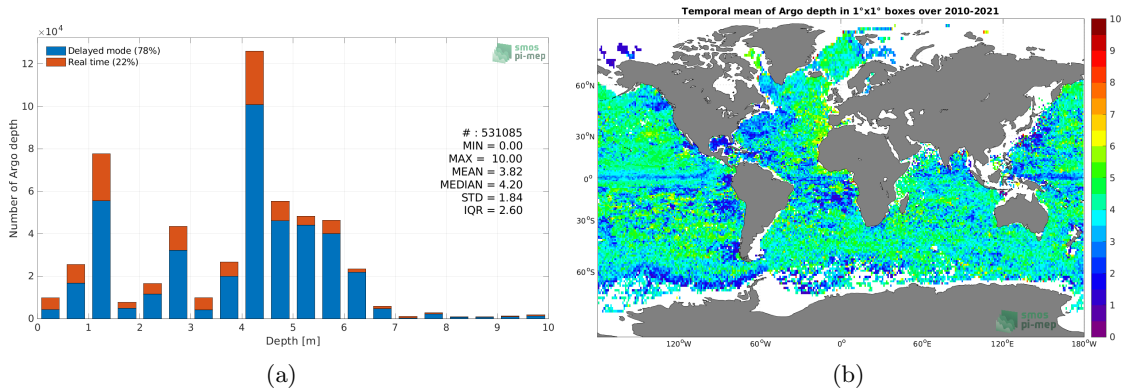 ×10⁴
Delayed mode (78%)
Real time (22%)
smos
pi-mep
# : 531085
MIN = 0.00
MAX = 10.00
MEAN = 3.82
MEDIAN = 4.20
STD = 1.84
IQR = 2.60
Number of Argo depth
12
10
8
6
4
2
0
0 1 2 3 4 5 6 7 8 9 10
Depth [m]
(a)
Temporal mean of Argo depth in 1°x1° boxes over 2010-2021
60°N
30°N
0°
30°S
60°S
120°W 60°W 0°E 60°E 120°E 180°W
smos
pi-mep
10
9
8
7
6
5
4
3
2
1
0
(b)